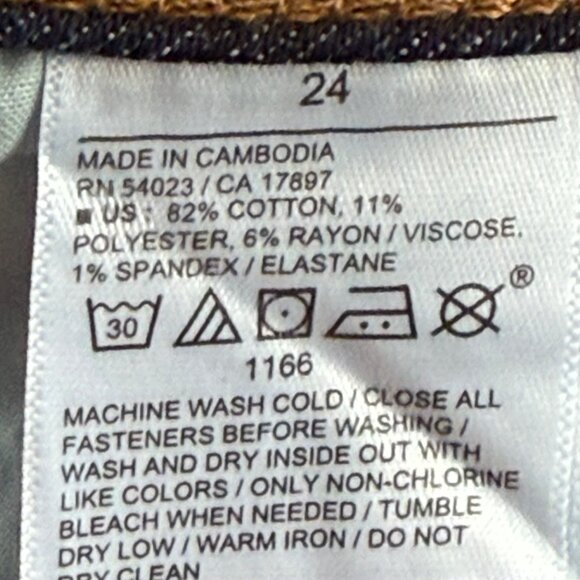 24
MADE IN CAMBODIA
RN 54023 / CA 17897
■ US : 82% COTTON, 11%
POLYESTER, 6% RAYON / VISCOSE,
1% SPANDEX / ELASTANE
30 ®
1166
MACHINE WASH COLD / CLOSE ALL
FASTENERS BEFORE WASHING /
WASH AND DRY INSIDE OUT WITH
LIKE COLORS / ONLY NON-CHLORINE
BLEACH WHEN NEEDED / TUMBLE
DRY LOW / WARM IRON / DO NOT
DRY CLEAN